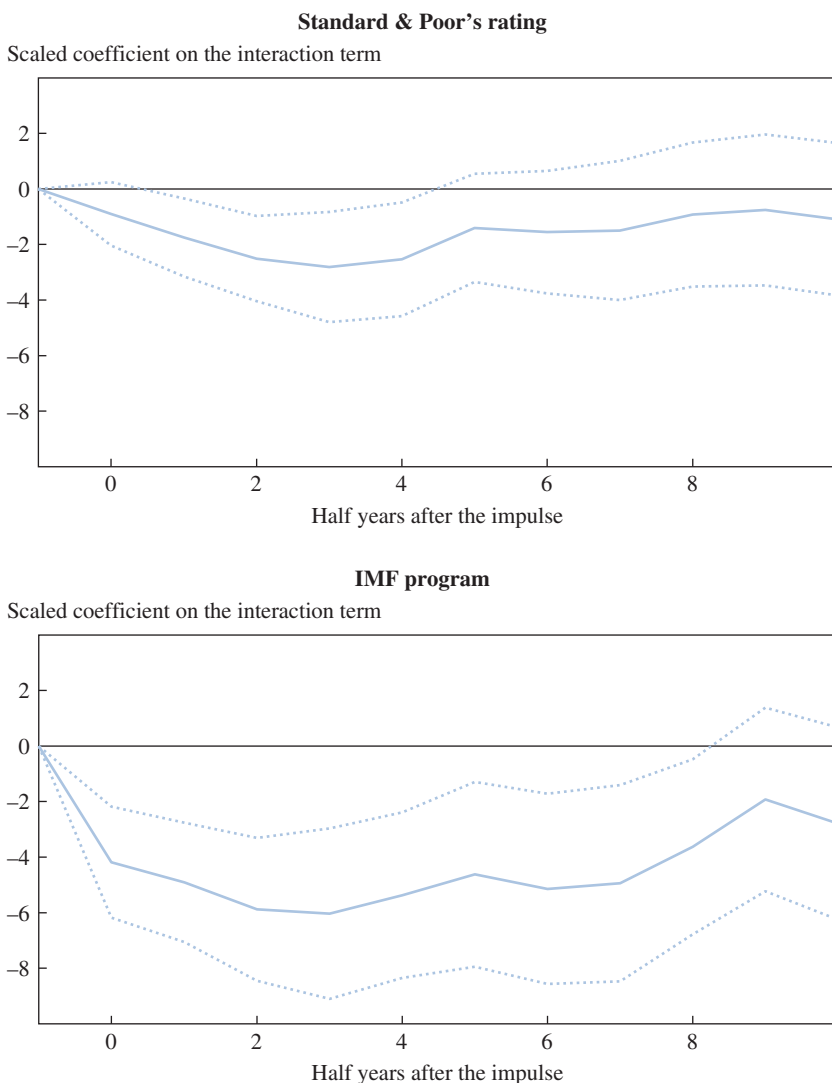 Standard & Poor's rating
Scaled coefficient on the interaction term
2
0
–2
–4
–6
–8
0 2 4 6 8
Half years after the impulse
IMF program
Scaled coefficient on the interaction term
2
0
–2
–4
–6
–8
0 2 4 6 8
Half years after the impulse